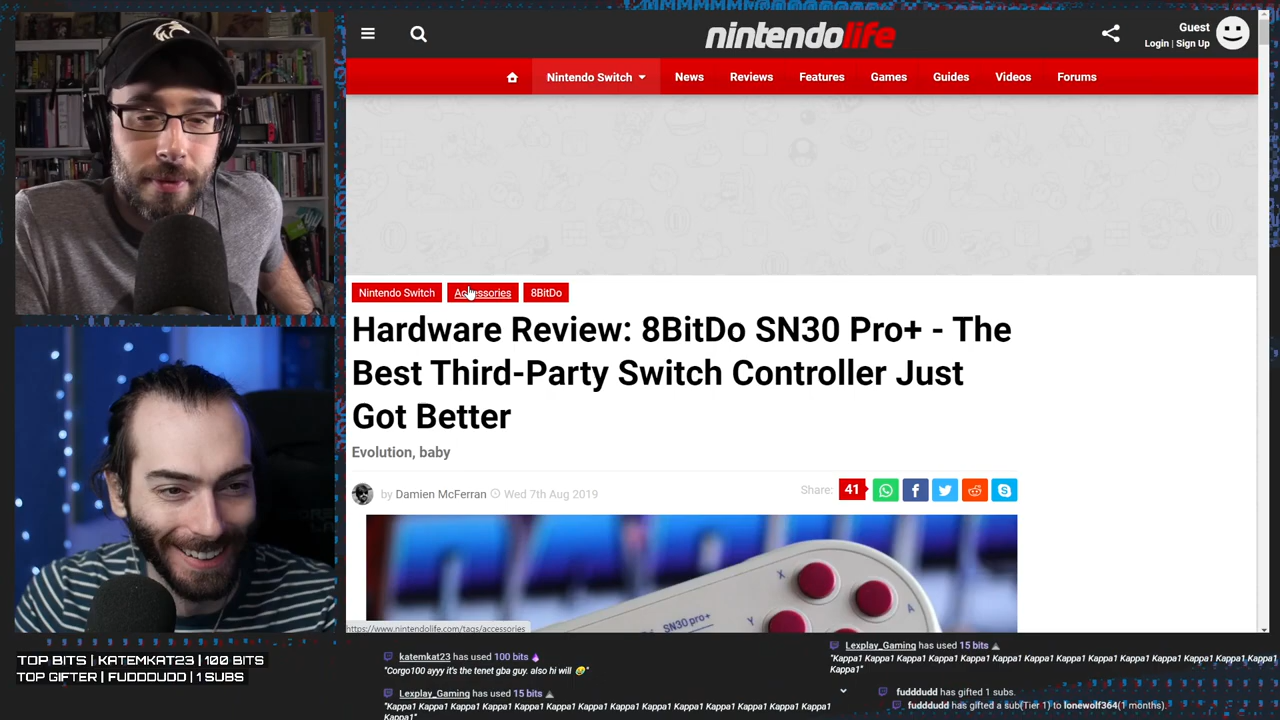 nintendolife
Guest
Login | Sign Up
Nintendo Switch
News
Reviews
Features
Games
Guides
Videos
Forums
Nintendo Switch
Accessories
8BitDo
Hardware Review: 8BitDo SN30 Pro+ - The
Best Third-Party Switch Controller Just
Got Better
Evolution, baby
by Damien McFerran Wed 7th Aug 2019
Share: 41
X
A
Y
SN30 pro+
https://www.nintendolife.com/tags/accessories
TOP BITS | KATEMKAT23 | 100 BITS
TOP GIFTER | FUDDDUDD | 1 SUBS
katemkat23 has used 100 bits
"Corgo100 ayyy it's the tenet gba guy. also hi will 🤣"
Lexplay_Gaming has used 15 bits
"Kappa1 Kappa1 Kappa1 Kappa1 Kappa1 Kappa1 Kappa1 Kappa1 Kappa1 Kappa1 Kappa1 Kappa1 Kappa1 Kappa1
Kappa1"
Lexplay_Gaming has used 15 bits
"Kappa1 Kappa1 Kappa1 Kappa1 Kappa1 Kappa1 Kappa1 Kappa1 Kappa1 Kappa1 Kappa1 Kappa1 Kappa1 Kappa1
Kappa1"
fudddudd has gifted 1 subs.
fudddudd has gifted a sub(Tier 1) to lonewolf364(1 months).